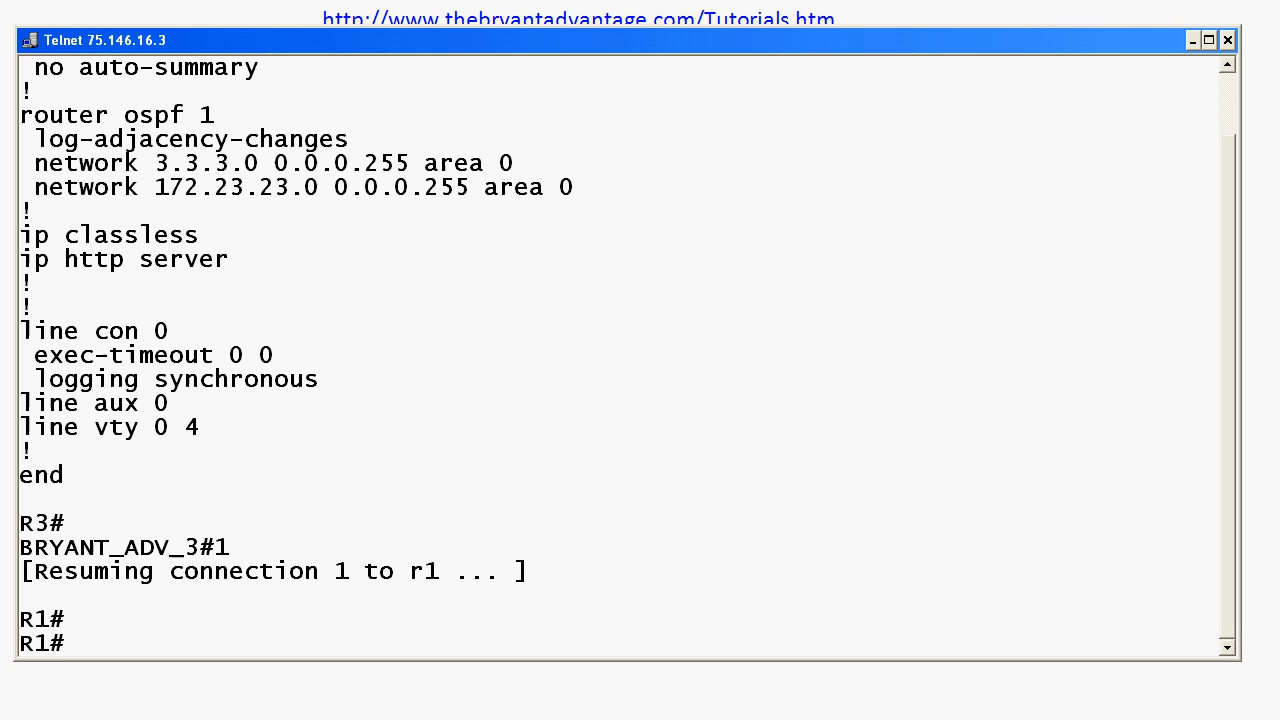 http://www.thebryantadvantage.com/Tutorials.htm
Telnet 75.146.16.3
no auto-summary
!
router ospf 1
log-adjacency-changes
network 3.3.3.0 0.0.0.255 area 0
network 172.23.23.0 0.0.0.255 area 0
!
ip classless
ip http server
!
!
line con 0
exec-timeout 0 0
logging synchronous
line aux 0
line vty 0 4
!
end
R3#
BRYANT_ADV_3#1
[Resuming connection 1 to r1 ... ]
R1#
R1#